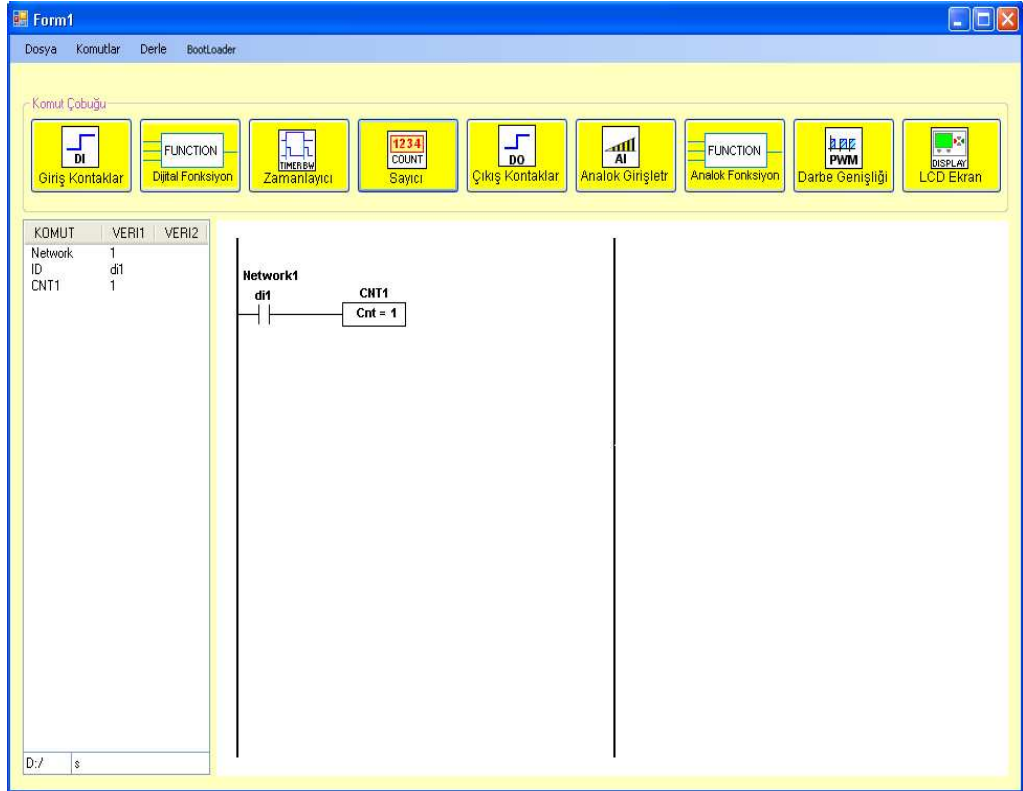 Form1
Dosya Komutlar Derle BootLoader
Komut Çobuğu
DI FUNCTION TIMER BW 1234 COUNT DO AI FUNCTION PWM DISPLAY
Giriş Kontaklar Dijital Fonksiyon Zamanlayıcı Sayıcı Çıkış Kontaklar Analok Girişletr Analok Fonksiyon Darbe Genişliği LCD Ekran
KOMUT VERI1 VERI2
Network 1
ID di1
CNT1 1
Network1
di1 CNT1
Cnt = 1
D:/ s